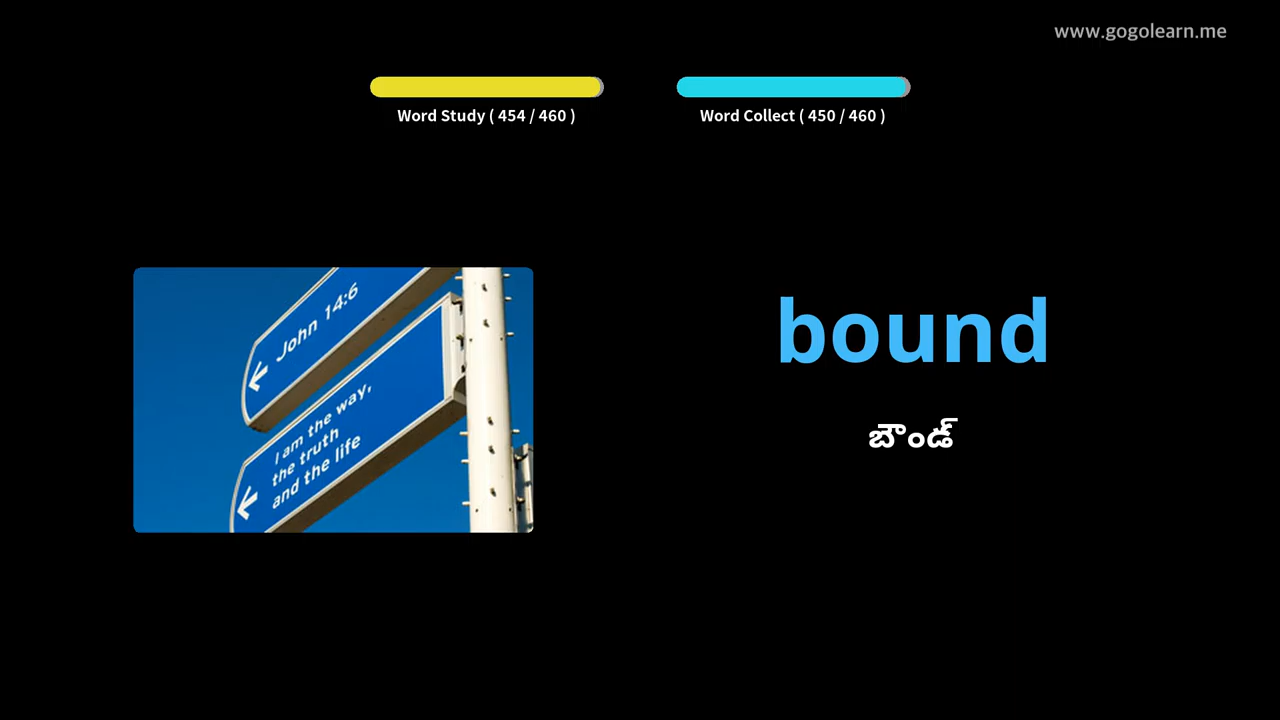 www.gogolearn.me
Word Study ( 454 / 460 )
Word Collect ( 450 / 460 )
John 14:6
I am the way,
the truth
and the life
bound
బౌండ్